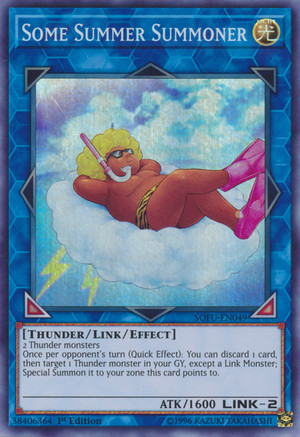 SOME SUMMER SUMMONER
光
SOFU-EN049
[THUNDER/LINK/EFFECT]
2 Thunder monsters
Once per opponent's turn (Quick Effect): You can discard 1 card,
then target 1 Thunder monster in your GY, except a Link Monster;
Special Summon it to your zone this card points to.
ATK/1600 LINK-2
38406364 1st Edition ©1996 KAZUKI TAKAHASHI